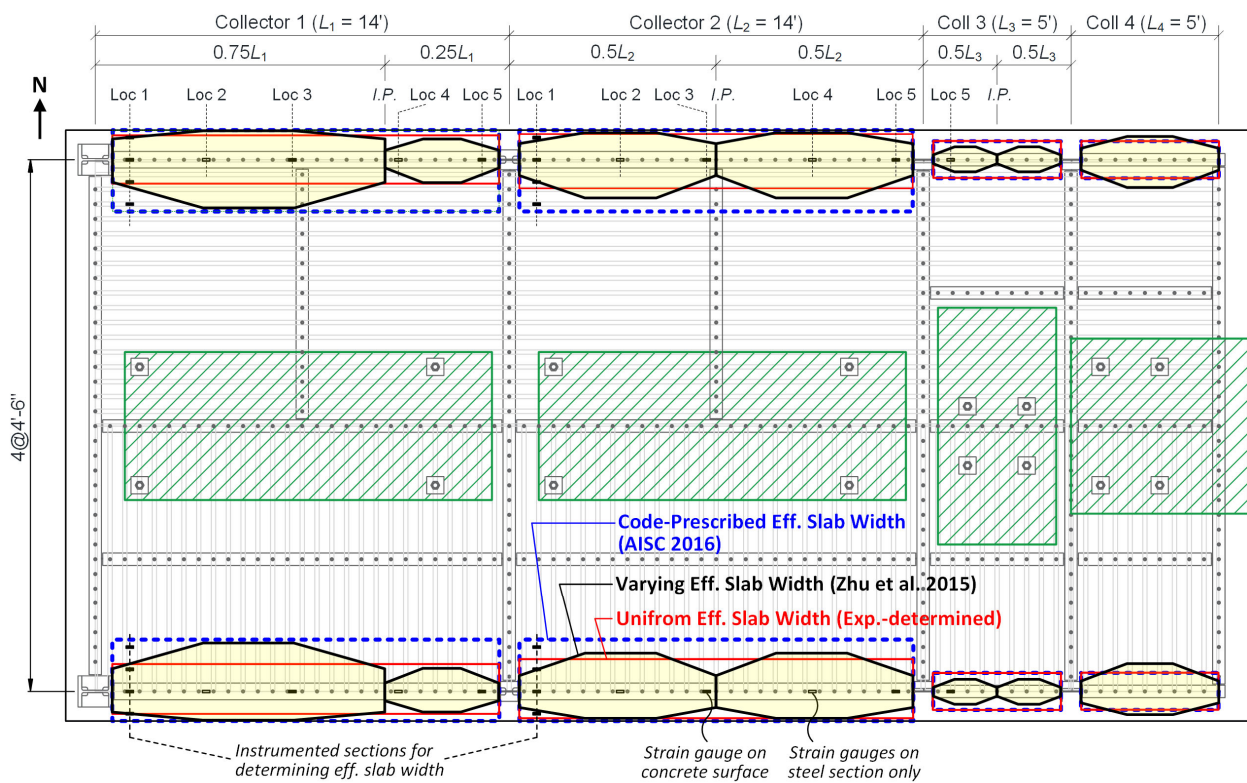 Collector 1 (L1 = 14')
Collector 2 (L2 = 14')
Coll 3 (L3 = 5')
Coll 4 (L4 = 5')
0.75L1
0.25L1
0.5L2
0.5L2
0.5L3
0.5L3
N
Loc 1
Loc 2
Loc 3
I.P.
Loc 4
Loc 5
Loc 1
Loc 2
Loc 3
I.P.
Loc 4
Loc 5
Loc 5
I.P.
4@4'-6"
Code-Prescribed Eff. Slab Width
(AISC 2016)
Varying Eff. Slab Width (Zhu et al. 2015)
Unifrom Eff. Slab Width (Exp.-determined)
Instrumented sections for
determining eff. slab width
Strain gauge on
concrete surface
Strain gauges on
steel section only